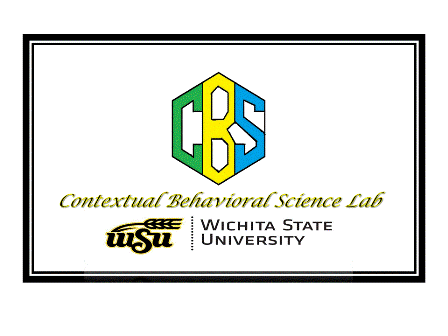 CBS
Contextual Behavioral Science Lab
wsu
WICHITA STATE
UNIVERSITY